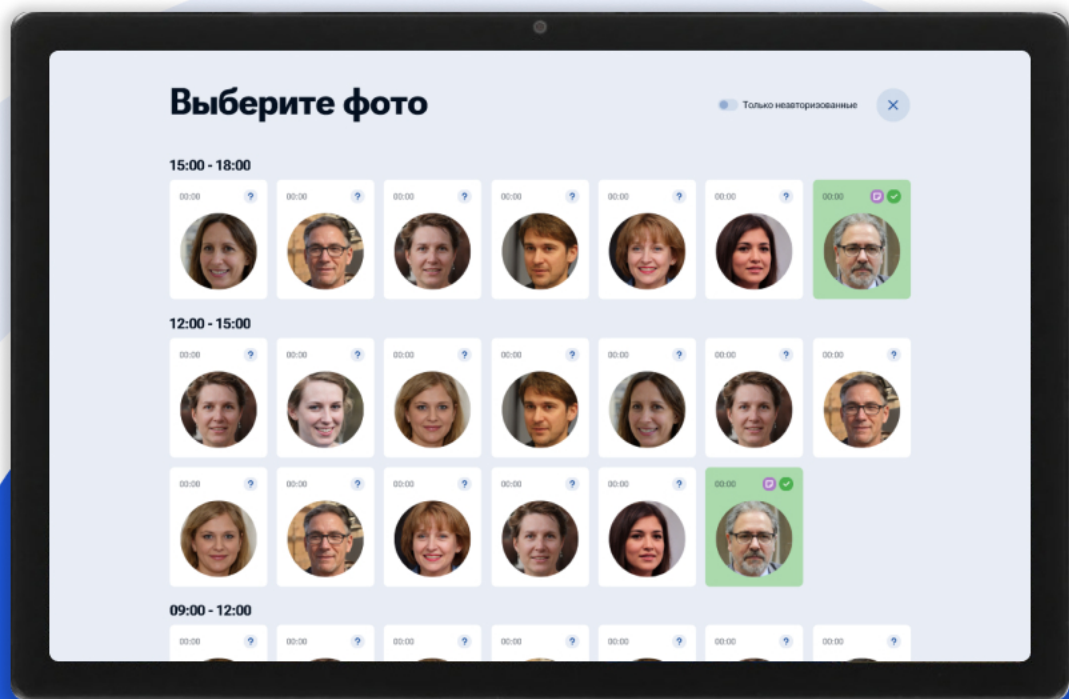 Выберите фото
Только неавторизованные
15:00 - 18:00
00:00 ? 00:00 ? 00:00 ? 00:00 ? 00:00 ? 00:00 ? 00:00
12:00 - 15:00
00:00 ? 00:00 ? 00:00 ? 00:00 ? 00:00 ? 00:00 ? 00:00 ?
00:00 ? 00:00 ? 00:00 ? 00:00 ? 00:00 ? 00:00
09:00 - 12:00
00:00 ? 00:00 ? 00:00 ? 00:00 ? 00:00 ? 00:00 ? 00:00 ?